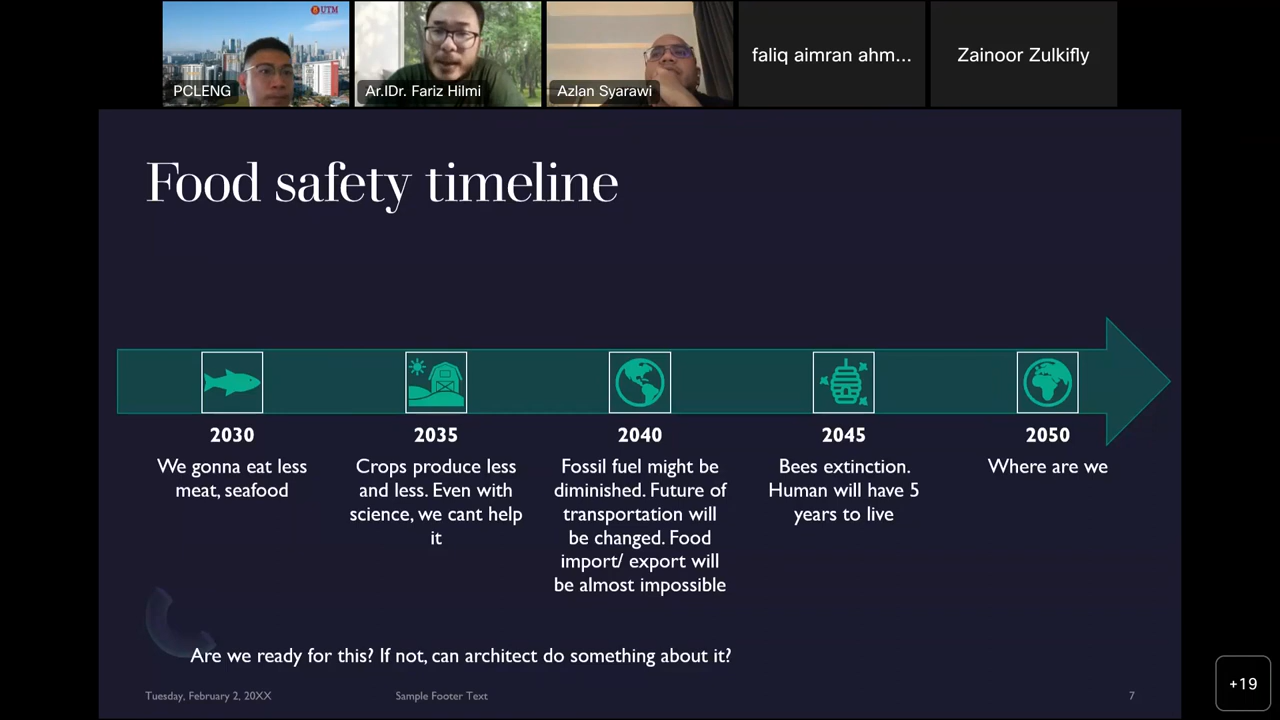 UTM
PCLENG
Ar.IDr. Fariz Hilmi
Azlan Syarawi
faliq aimran ahm...
Zainoor Zulkifly
Food safety timeline
2030
We gonna eat less
meat, seafood
2035
Crops produce less
and less. Even with
science, we cant help
it
2040
Fossil fuel might be
diminished. Future of
transportation will
be changed. Food
import/ export will
be almost impossible
2045
Bees extinction.
Human will have 5
years to live
2050
Where are we
Are we ready for this? If not, can architect do something about it?
Tuesday, February 2, 20XX
Sample Footer Text
7
+19